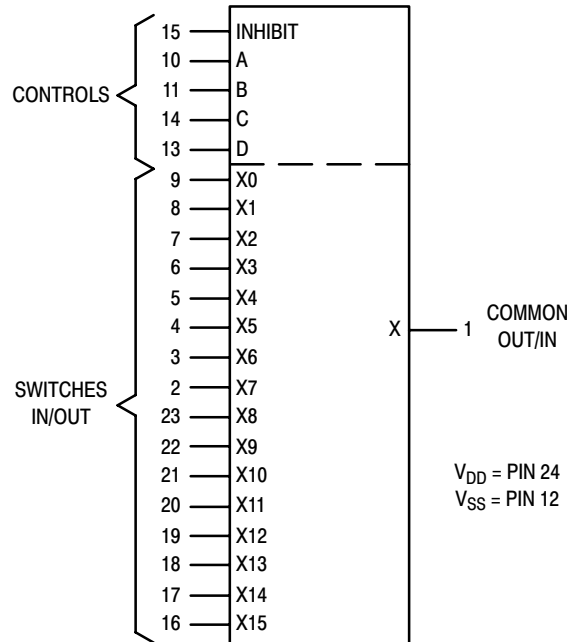 15 INHIBIT
10 A
11 B
CONTROLS
14 C
13 D
9 X0
8 X1
7 X2
6 X3
5 X4
4 X5
X 1 COMMON
OUT/IN
3 X6
2 X7
SWITCHES
IN/OUT
23 X8
22 X9
21 X10
20 X11
19 X12
18 X13
17 X14
16 X15
VDD = PIN 24
VSS = PIN 12